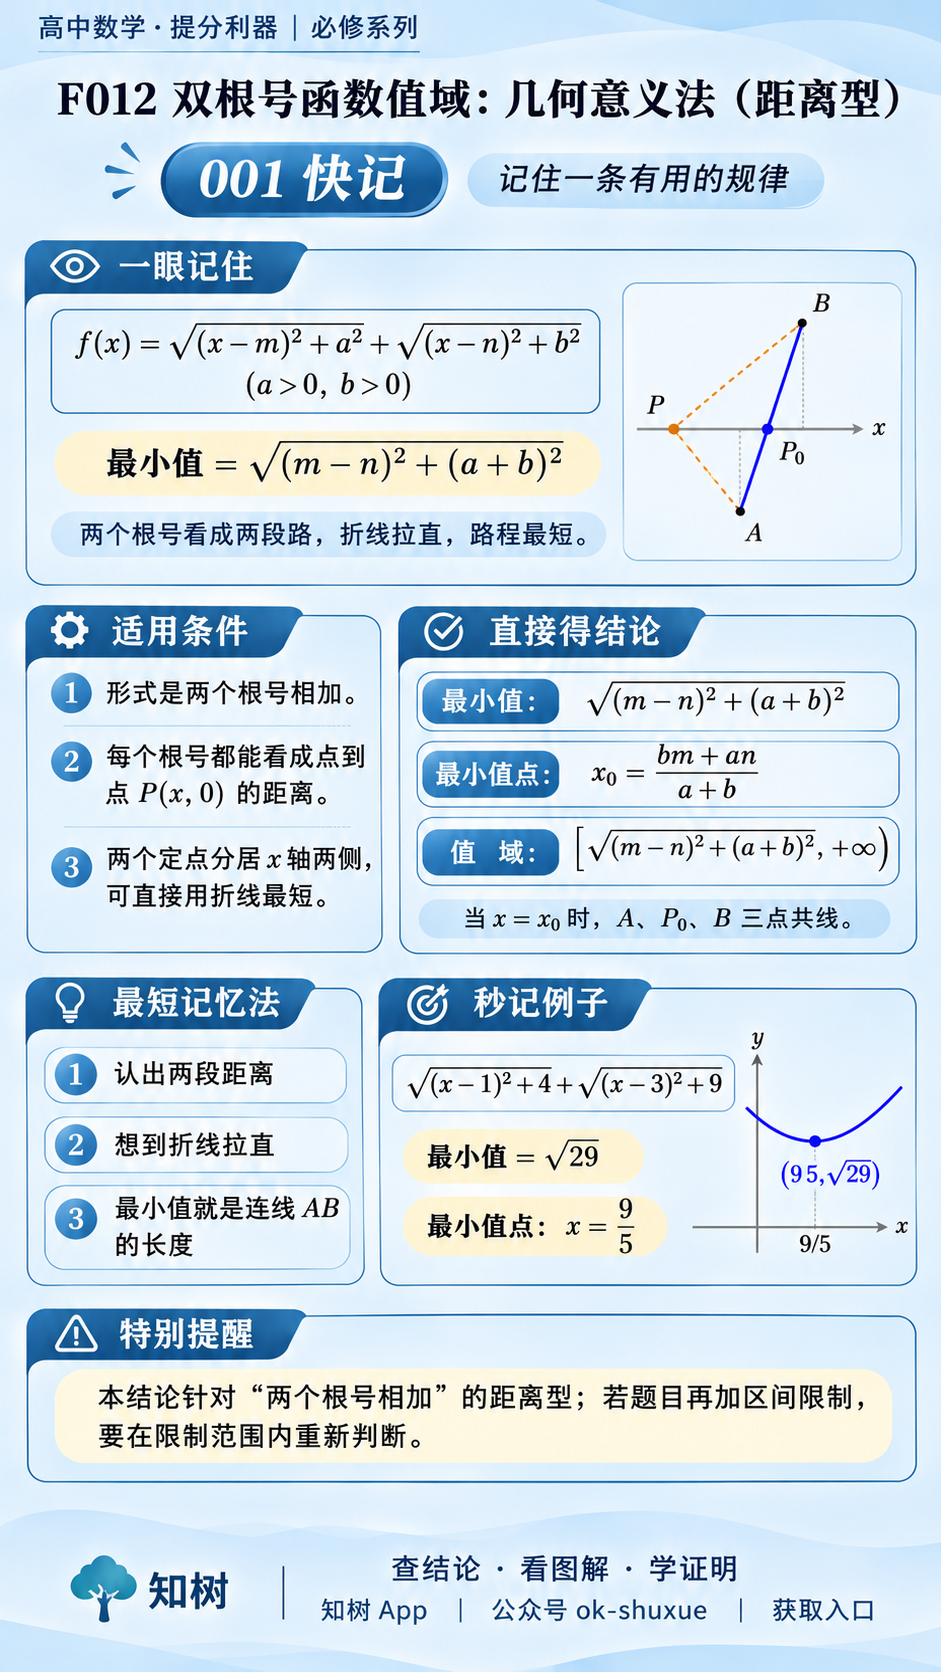 高中数学 · 提分利器 | 必修系列
F012 双根号函数值域：几何意义法（距离型）
001 快记
记住一条有用的规律
一眼记住
f(x) = √((x − m)² + a²) + √((x − n)² + b²)
(a > 0, b > 0)
最小值 = √((m − n)² + (a + b)²)
两个根号看成两段路，折线拉直，路程最短。
B
P
x
P₀
A
适用条件
1 形式是两个根号相加。
2 每个根号都能看成点到
点 P(x, 0) 的距离。
3 两个定点分居 x 轴两侧，
可直接用折线最短。
直接得结论
最小值： √((m − n)² + (a + b)²)
最小值点： x₀ = (bm + an)/(a + b)
值 域： [√((m − n)² + (a + b)²), +∞)
当 x = x₀ 时，A、P₀、B 三点共线。
最短记忆法
1 认出两段距离
2 想到折线拉直
3 最小值就是连线 AB
的长度
秒记例子
√((x − 1)² + 4) + √((x − 3)² + 9)
最小值 = √29
最小值点： x = 9/5
y
(9 5,√29)
x
9/5
特别提醒
本结论针对“两个根号相加”的距离型；若题目再加区间限制，
要在限制范围内重新判断。
知树
查结论 · 看图解 · 学证明
知树 App | 公众号 ok-shuxue | 获取入口